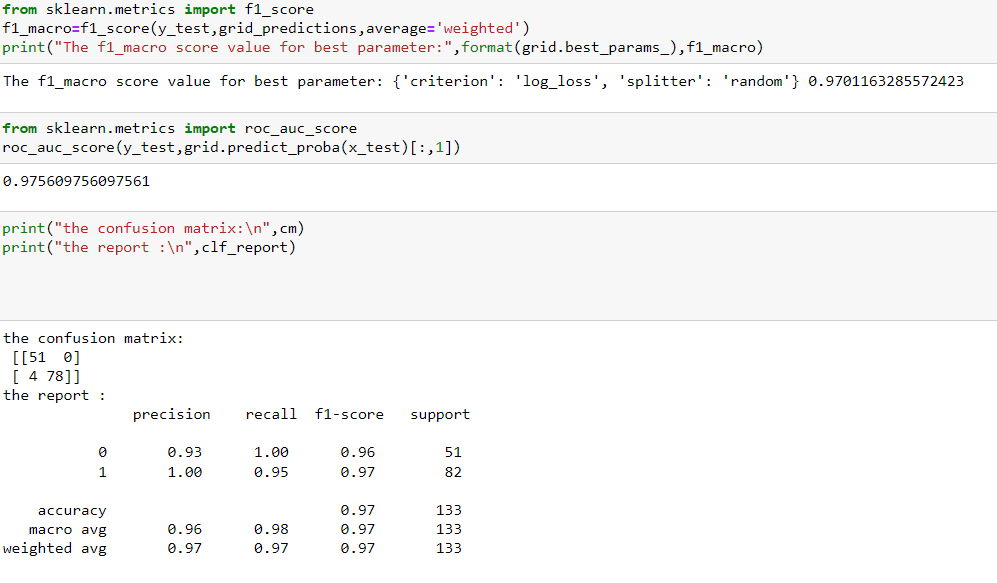 from sklearn.metrics import f1_score
f1_macro=f1_score(y_test,grid_predictions,average='weighted')
print("The f1_macro score value for best parameter:",format(grid.best_params_),f1_macro)
The f1_macro score value for best parameter: {'criterion': 'log_loss', 'splitter': 'random'} 0.9701163285572423
from sklearn.metrics import roc_auc_score
roc_auc_score(y_test,grid.predict_proba(x_test)[:,1])
0.975609756097561
print("the confusion matrix:\n",cm)
print("the report :\n",clf_report)
the confusion matrix:
[[51  0]
[ 4 78]]
the report :
precision    recall  f1-score   support
0       0.93      1.00      0.96        51
1       1.00      0.95      0.97        82
accuracy                           0.97       133
macro avg       0.96      0.98      0.97       133
weighted avg       0.97      0.97      0.97       133